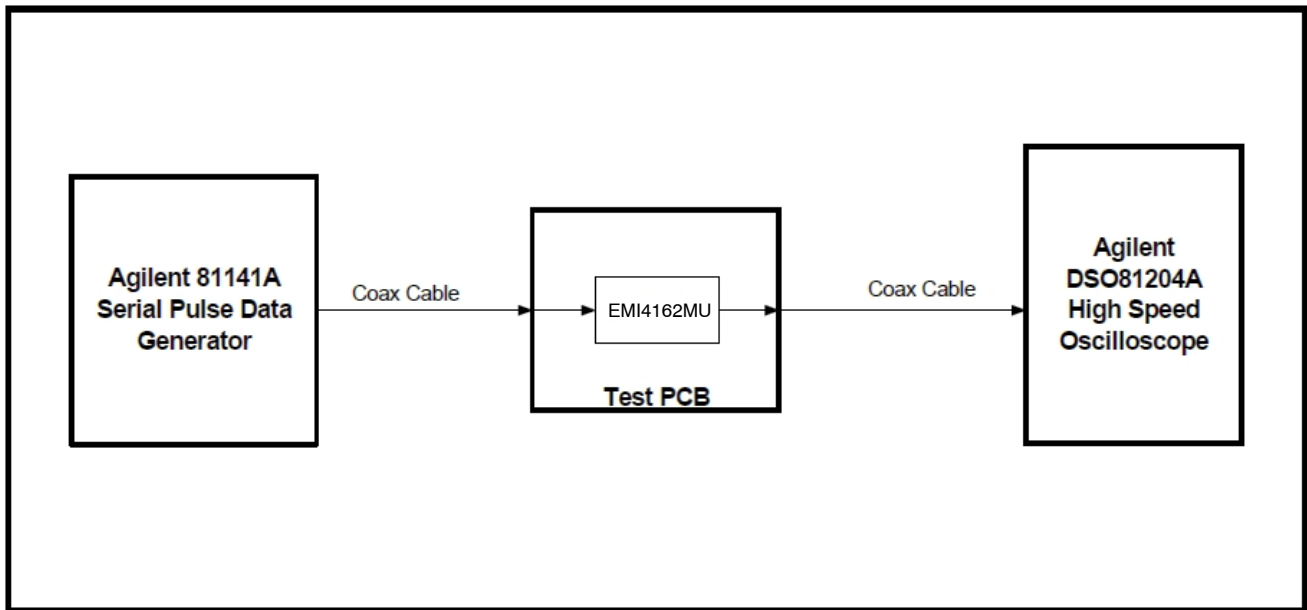 Agilent 81141A
Serial Pulse Data
Generator
Coax Cable
EMI4162MU
Test PCB
Coax Cable
Agilent
DSO81204A
High Speed
Oscilloscope